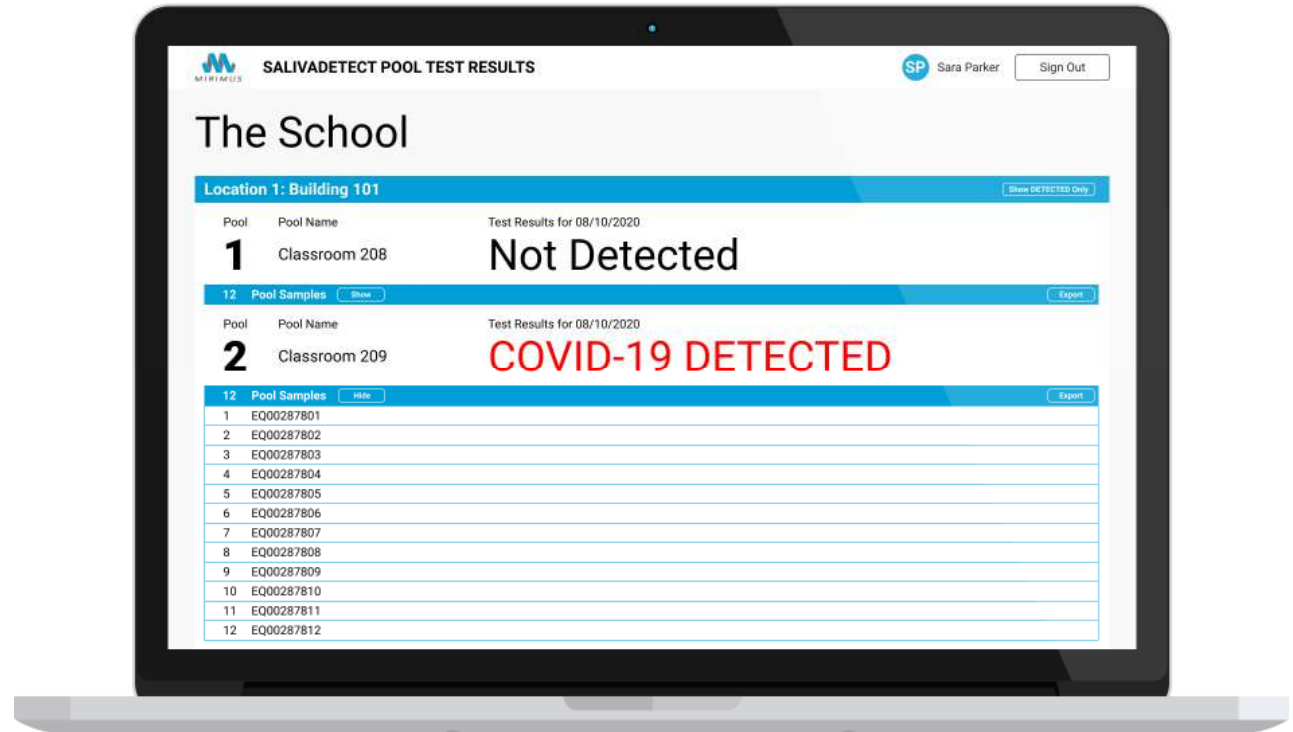 MIRIMUS
SALIVADETECT POOL TEST RESULTS
SP Sara Parker Sign Out
The School
Location 1: Building 101 Show DETECTED Only
Pool Pool Name Test Results for 08/10/2020
1 Classroom 208 Not Detected
12 Pool Samples Show Export
Pool Pool Name Test Results for 08/10/2020
2 Classroom 209 COVID-19 DETECTED
12 Pool Samples Hide Export
1 EQ00287801
2 EQ00287802
3 EQ00287803
4 EQ00287804
5 EQ00287805
6 EQ00287806
7 EQ00287807
8 EQ00287808
9 EQ00287809
10 EQ00287810
11 EQ00287811
12 EQ00287812